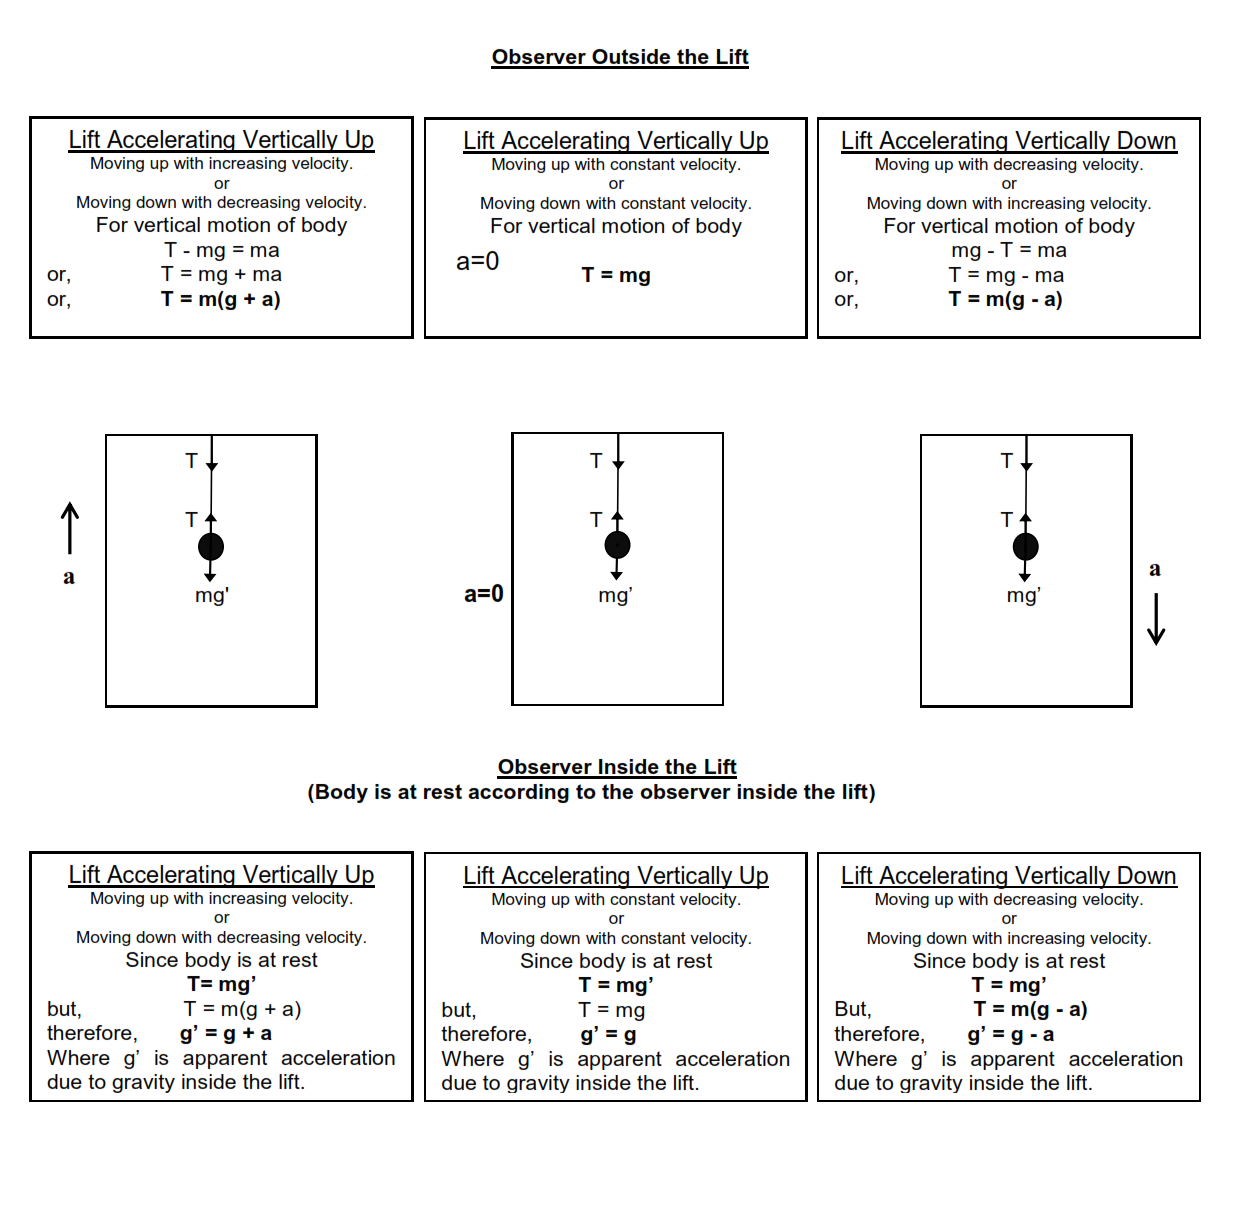 Observer Outside the Lift
Lift Accelerating Vertically Up
Moving up with increasing velocity.
or
Moving down with decreasing velocity.
For vertical motion of body
T - mg = ma
or, T = mg + ma
or, T = m(g + a)
Lift Accelerating Vertically Up
Moving up with constant velocity.
or
Moving down with constant velocity.
For vertical motion of body
a=0
T = mg
Lift Accelerating Vertically Down
Moving up with decreasing velocity.
or
Moving down with increasing velocity.
For vertical motion of body
mg - T = ma
or, T = mg - ma
or, T = m(g - a)
T
T
mg'
a
T
T
mg’
a=0
T
T
mg’
a
Observer Inside the Lift
(Body is at rest according to the observer inside the lift)
Lift Accelerating Vertically Up
Moving up with increasing velocity.
or
Moving down with decreasing velocity.
Since body is at rest
T= mg’
but, T = m(g + a)
therefore, g’ = g + a
Where g’ is apparent acceleration
due to gravity inside the lift.
Lift Accelerating Vertically Up
Moving up with constant velocity.
or
Moving down with constant velocity.
Since body is at rest
T = mg’
but, T = mg
therefore, g’ = g
Where g’ is apparent acceleration
due to gravity inside the lift.
Lift Accelerating Vertically Down
Moving up with decreasing velocity.
or
Moving down with increasing velocity.
Since body is at rest
T = mg’
But, T = m(g - a)
therefore, g’ = g - a
Where g’ is apparent acceleration
due to gravity inside the lift.